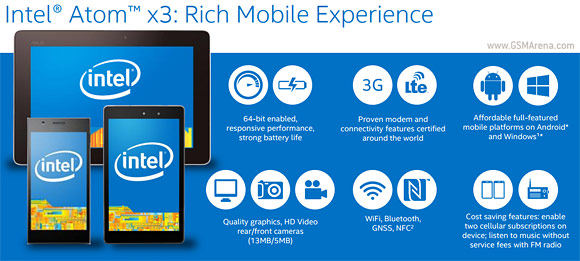 Intel® Atom™ x3: Rich Mobile Experience
www.GSMArena.com
intel
intel
intel
64-bit enabled,
responsive performance,
strong battery life
3G
LTE
Proven modem and
connectivity features certified
around the world
Affordable full-featured
mobile platforms on Android*
and Windows¹*
Quality graphics, HD Video
rear/front cameras
(13MB/5MB)
WiFi, Bluetooth,
GNSS, NFC²
Cost saving features: enable
two cellular subscriptions on
device; listen to music without
service fees with FM radio